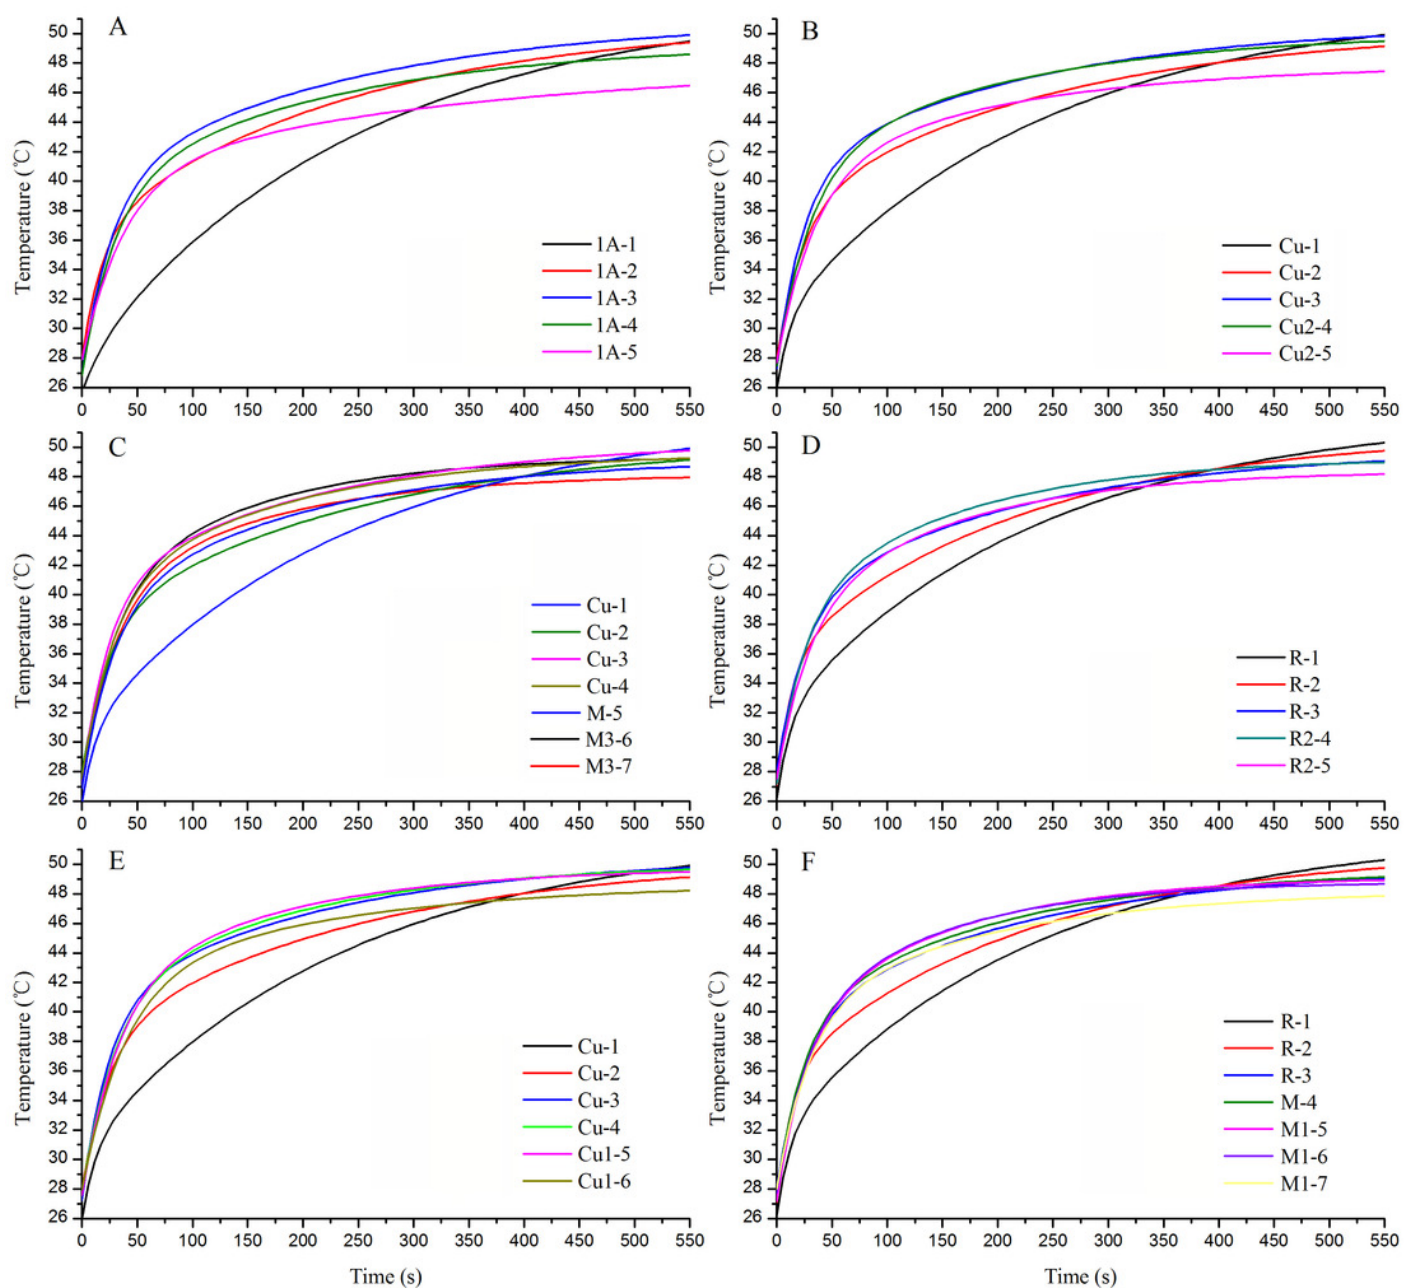 A
Temperature (℃)
50
48
46
44
42
40
38
36
34
32
30
28
26
0 50 100 150 200 250 300 350 400 450 500 550
1A-1
1A-2
1A-3
1A-4
1A-5
B
Temperature (℃)
50
48
46
44
42
40
38
36
34
32
30
28
26
0 50 100 150 200 250 300 350 400 450 500 550
Cu-1
Cu-2
Cu-3
Cu2-4
Cu2-5
C
Temperature (℃)
50
48
46
44
42
40
38
36
34
32
30
28
26
0 50 100 150 200 250 300 350 400 450 500 550
Cu-1
Cu-2
Cu-3
Cu-4
M-5
M3-6
M3-7
D
Temperature (℃)
50
48
46
44
42
40
38
36
34
32
30
28
26
0 50 100 150 200 250 300 350 400 450 500 550
R-1
R-2
R-3
R2-4
R2-5
E
Temperature (℃)
50
48
46
44
42
40
38
36
34
32
30
28
26
0 50 100 150 200 250 300 350 400 450 500 550
Cu-1
Cu-2
Cu-3
Cu-4
Cu1-5
Cu1-6
Time (s)
F
Temperature (℃)
50
48
46
44
42
40
38
36
34
32
30
28
26
0 50 100 150 200 250 300 350 400 450 500 550
R-1
R-2
R-3
M-4
M1-5
M1-6
M1-7
Time (s)